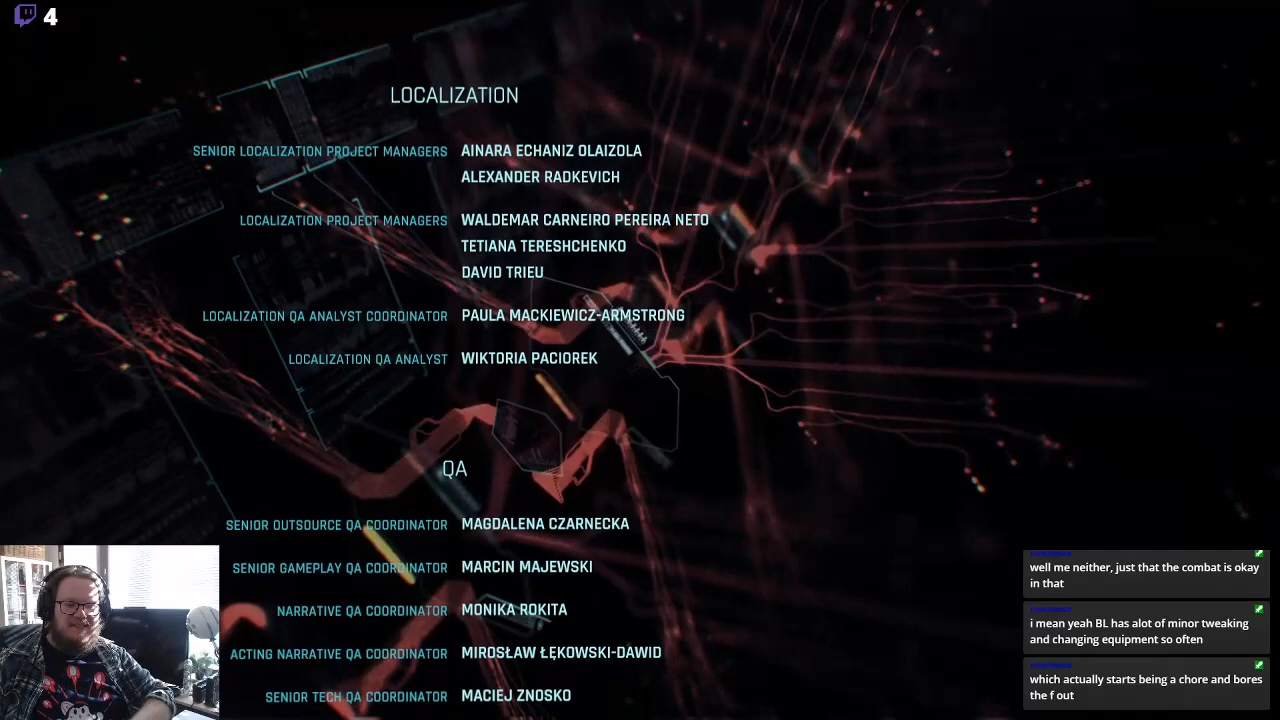 4
LOCALIZATION
SENIOR LOCALIZATION PROJECT MANAGERS AINARA ECHANIZ OLAIZOLA
ALEXANDER RADKEVICH
LOCALIZATION PROJECT MANAGERS WALDEMAR CARNEIRO PEREIRA NETO
TETIANA TERESHCHENKO
DAVID TRIEU
LOCALIZATION QA ANALYST COORDINATOR PAULA MACKIEWICZ-ARMSTRONG
LOCALIZATION QA ANALYST WIKTORIA PACIOREK
QA
SENIOR OUTSOURCE QA COORDINATOR MAGDALENA CZARNECKA
SENIOR GAMEPLAY QA COORDINATOR MARCIN MAJEWSKI
NARRATIVE QA COORDINATOR MONIKA ROKITA
ACTING NARRATIVE QA COORDINATOR MIROSŁAW ŁĘKOWSKI-DAWID
SENIOR TECH QA COORDINATOR MACIEJ ZNOSKO
well me neither, just that the combat is okay
in that
i mean yeah BL has alot of minor tweaking
and changing equipment so often
which actually starts being a chore and bores
the f out